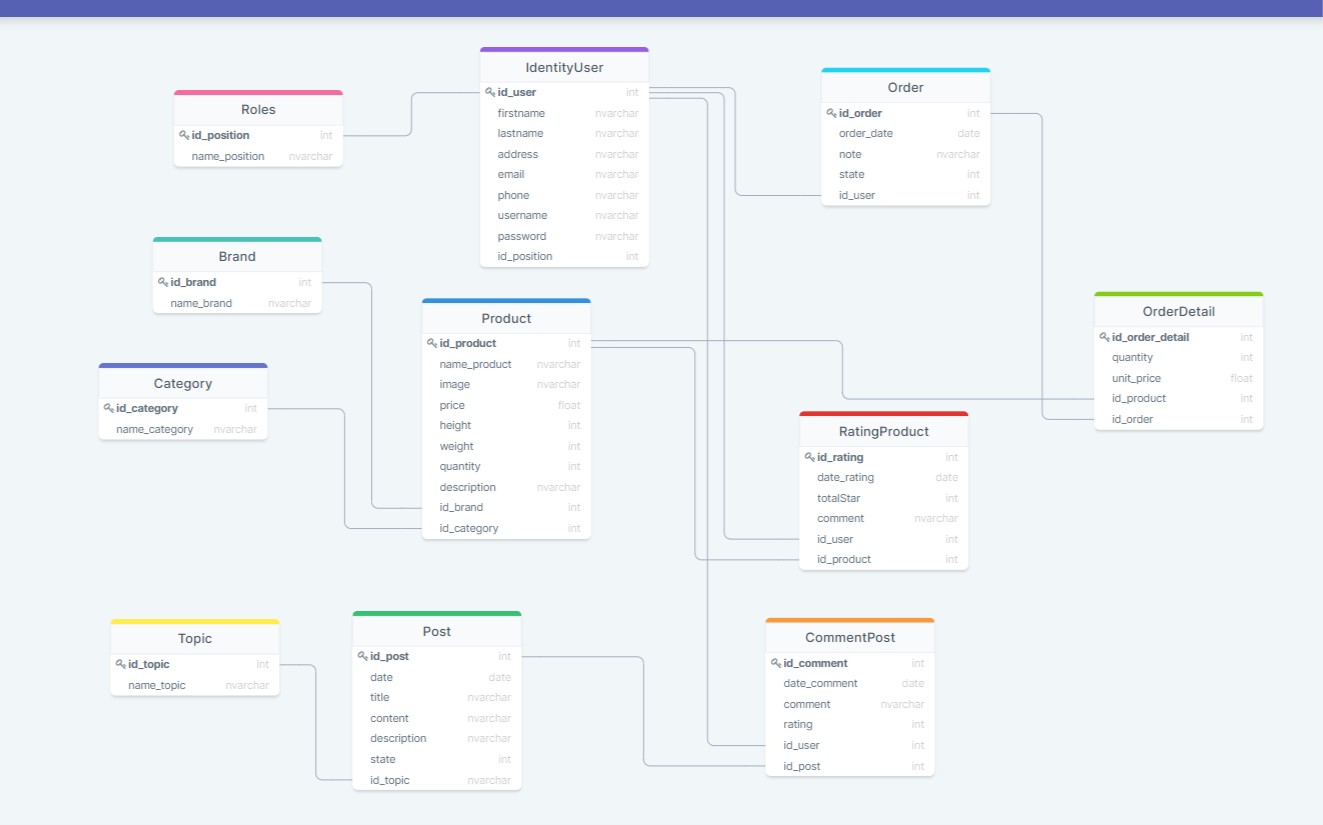 Roles
id_position int
name_position nvarchar
IdentityUser
id_user int
firstname nvarchar
lastname nvarchar
address nvarchar
email nvarchar
phone nvarchar
username nvarchar
password nvarchar
id_position int
Order
id_order int
order_date date
note nvarchar
state int
id_user int
Brand
id_brand int
name_brand nvarchar
Product
id_product int
name_product nvarchar
image nvarchar
price float
height int
weight int
quantity int
description nvarchar
id_brand int
id_category int
OrderDetail
id_order_detail int
quantity int
unit_price float
id_product int
id_order int
Category
id_category int
name_category nvarchar
RatingProduct
id_rating int
date_rating date
totalStar int
comment nvarchar
id_user int
id_product int
Topic
id_topic int
name_topic nvarchar
Post
id_post int
date date
title nvarchar
content nvarchar
description nvarchar
state int
id_topic nvarchar
CommentPost
id_comment int
date_comment date
comment nvarchar
rating int
id_user int
id_post int